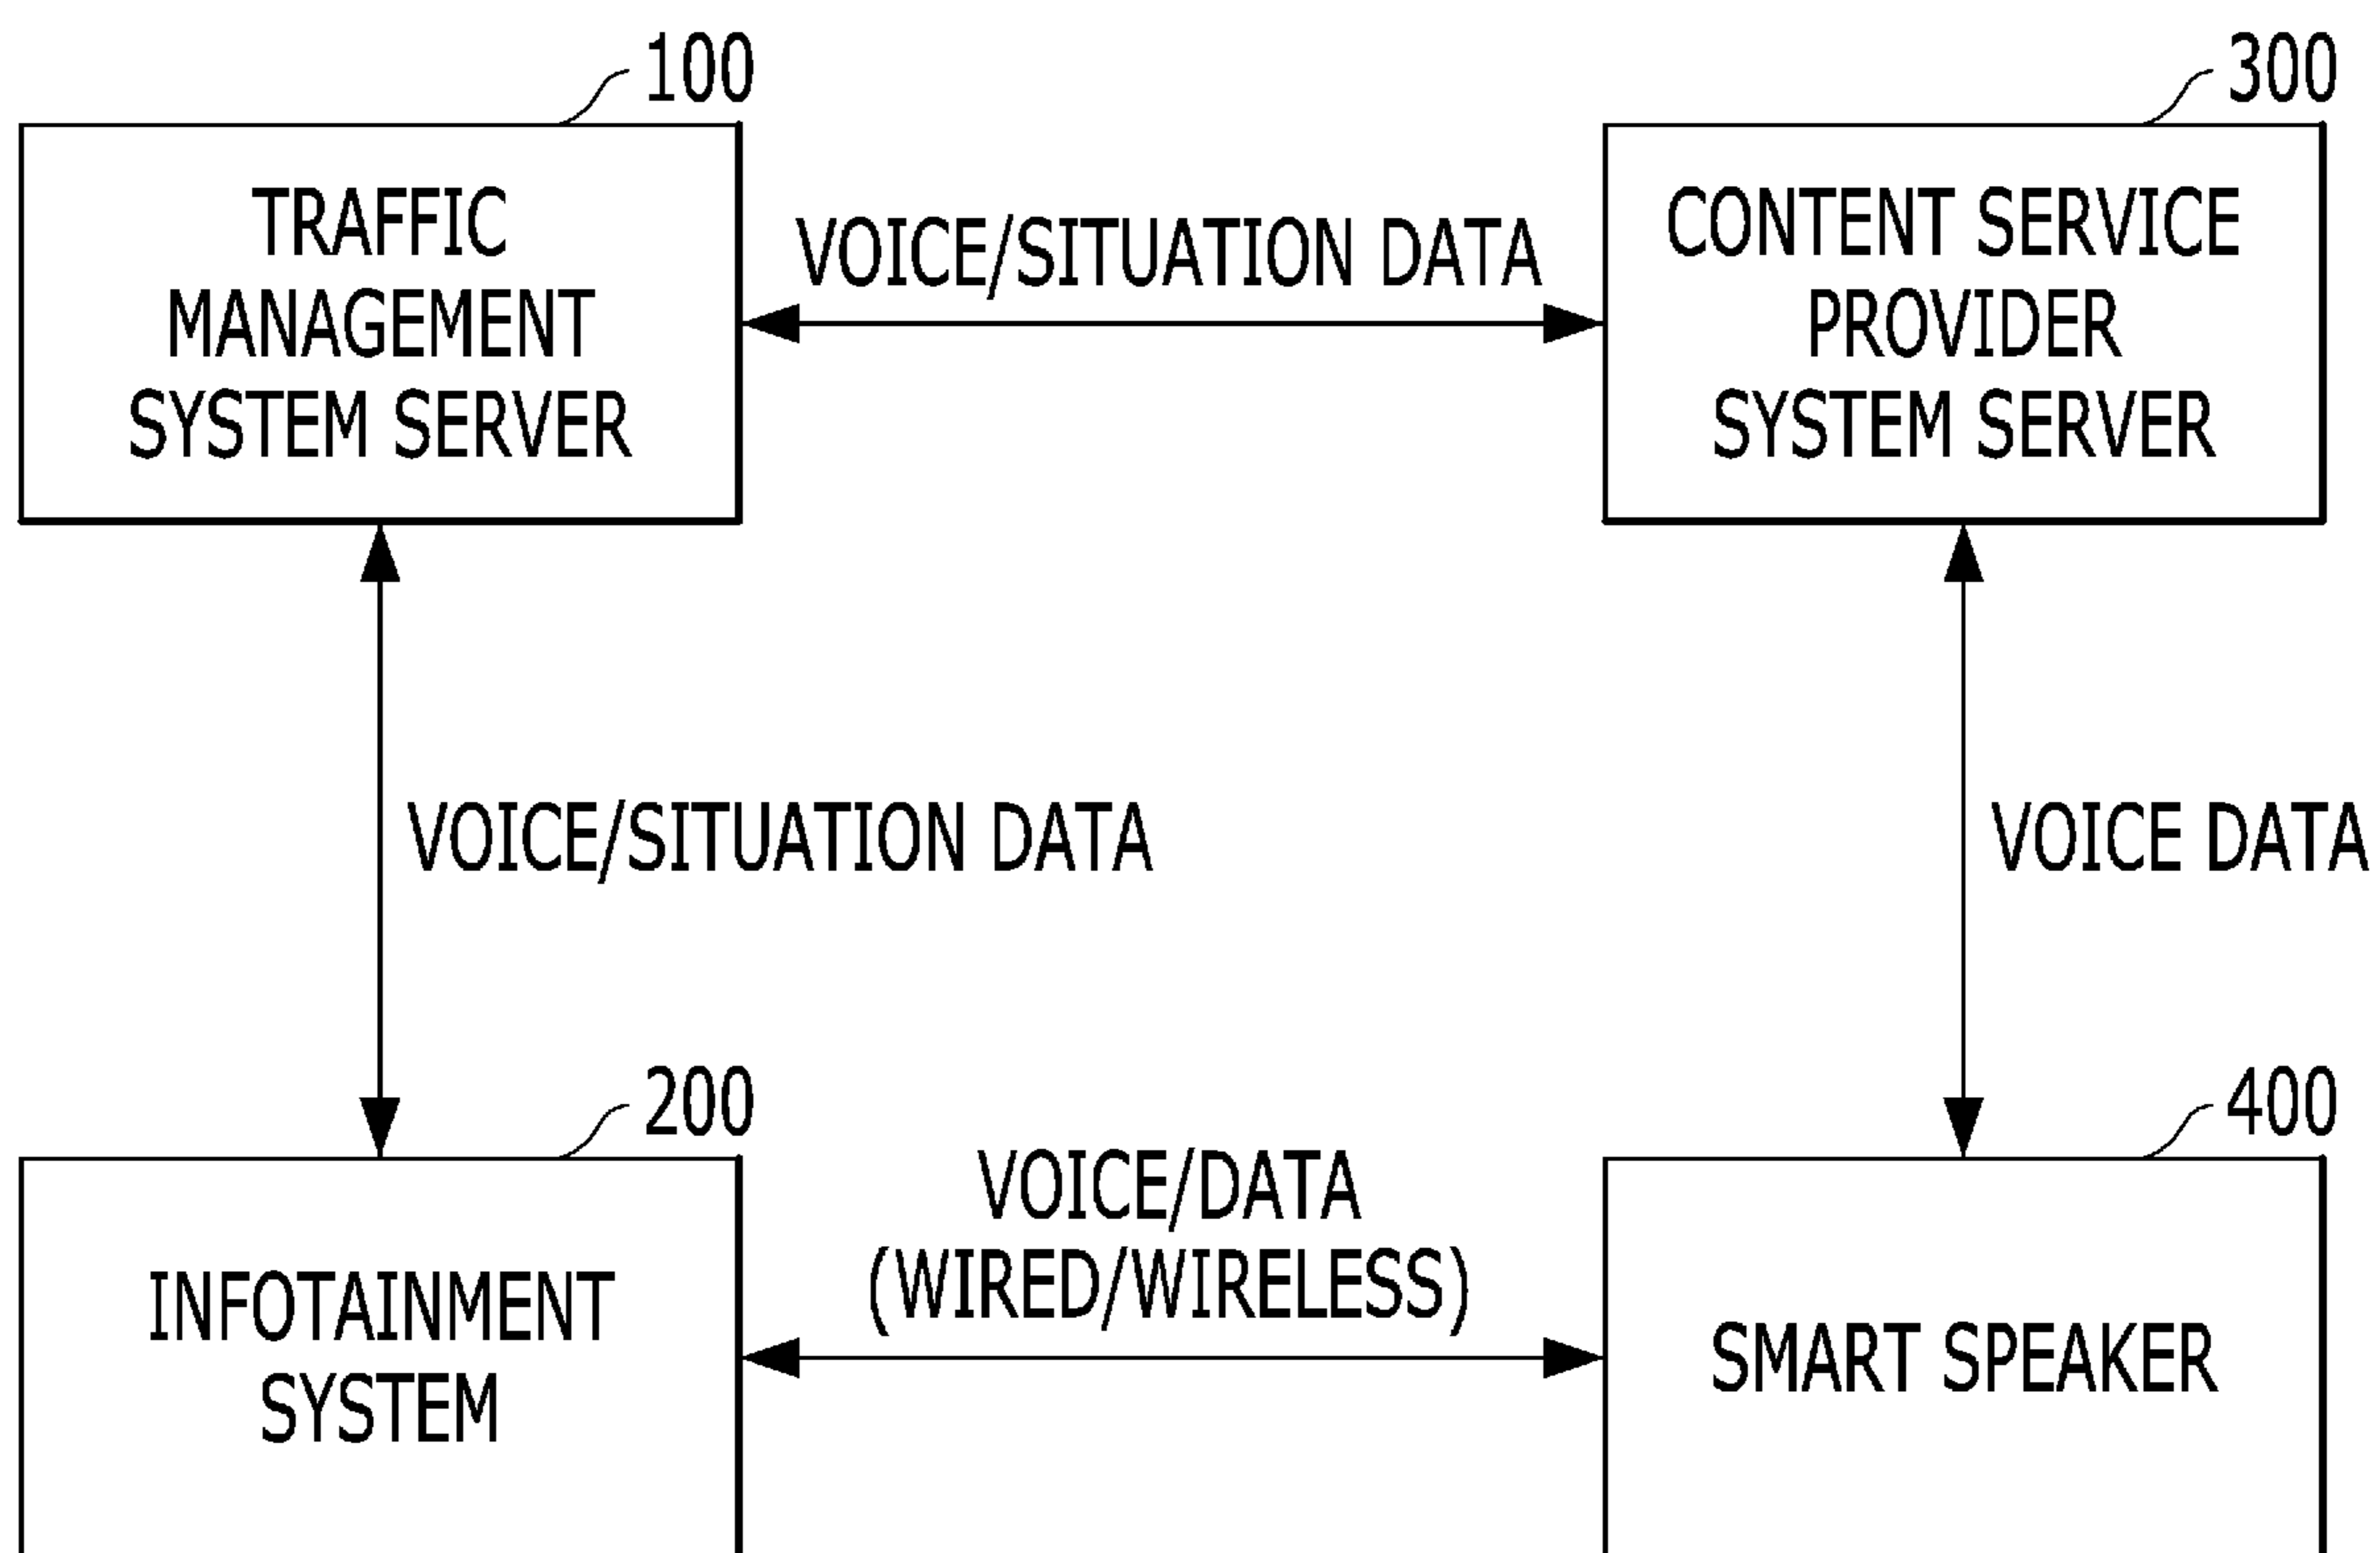 100
300
TRAFFIC
MANAGEMENT
SYSTEM SERVER
VOICE/SITUATION DATA
CONTENT SERVICE
PROVIDER
SYSTEM SERVER
VOICE/SITUATION DATA
VOICE DATA
200
400
INFOTAINMENT
SYSTEM
VOICE/DATA
(WIRED/WIRELESS)
SMART SPEAKER